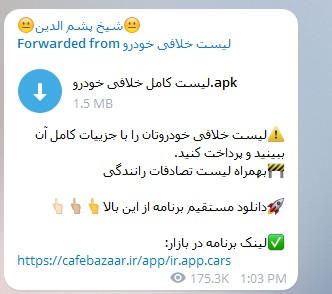 😐شیخ پشم الدین😐
Forwarded from لیست خلافی خودرو
لیست کامل خلافی خودرو.apk
1.5 MB
⚠️لیست خلافی خودروتان را با جزییات کامل آن
ببینید و پرداخت کنید.
🚧بهمراه لیست تصادفات رانندگی
🚀دانلود مستقیم برنامه از این بالا👆🏾👆🏽👆🏼👆🏻
✅لینک برنامه در بازار:
https://cafebazaar.ir/app/ir.app.cars
175.3K 1:03 PM